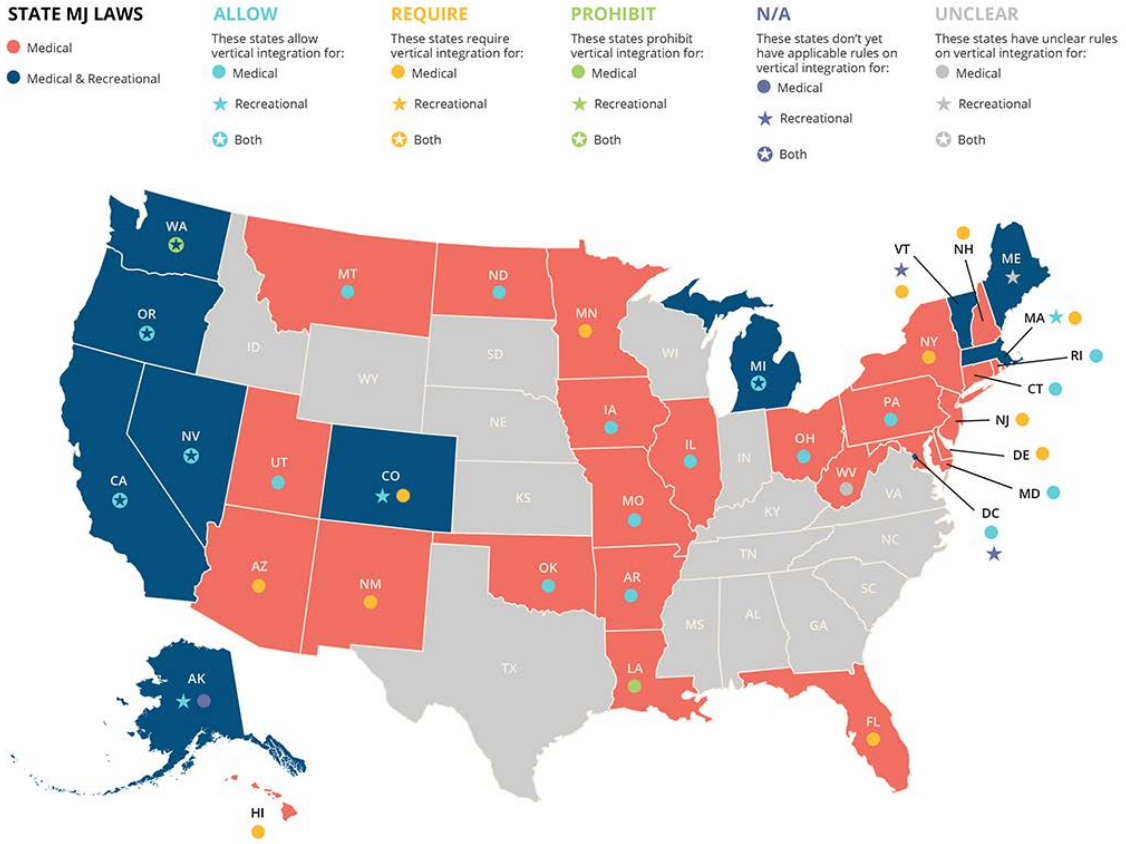 STATE MJ LAWS
Medical
Medical & Recreational
ALLOW
These states allow
vertical integration for:
Medical
Recreational
Both
REQUIRE
These states require
vertical integration for:
Medical
Recreational
Both
PROHIBIT
These states prohibit
vertical integration for:
Medical
Recreational
Both
N/A
These states don't yet
have applicable rules on
vertical integration for:
Medical
Recreational
Both
UNCLEAR
These states have unclear rules
on vertical integration for:
Medical
Recreational
Both
WA
MT
ND
MN
VT
NH
ME
OR
ID
SD
WI
MI
NY
MA
RI
WY
NE
IA
PA
CT
NJ
NV
UT
CO
IL
IN
OH
WV
DE
CA
KS
MO
KY
VA
MD
DC
AZ
NM
OK
AR
TN
NC
SC
MS
AL
GA
TX
LA
FL
AK
HI